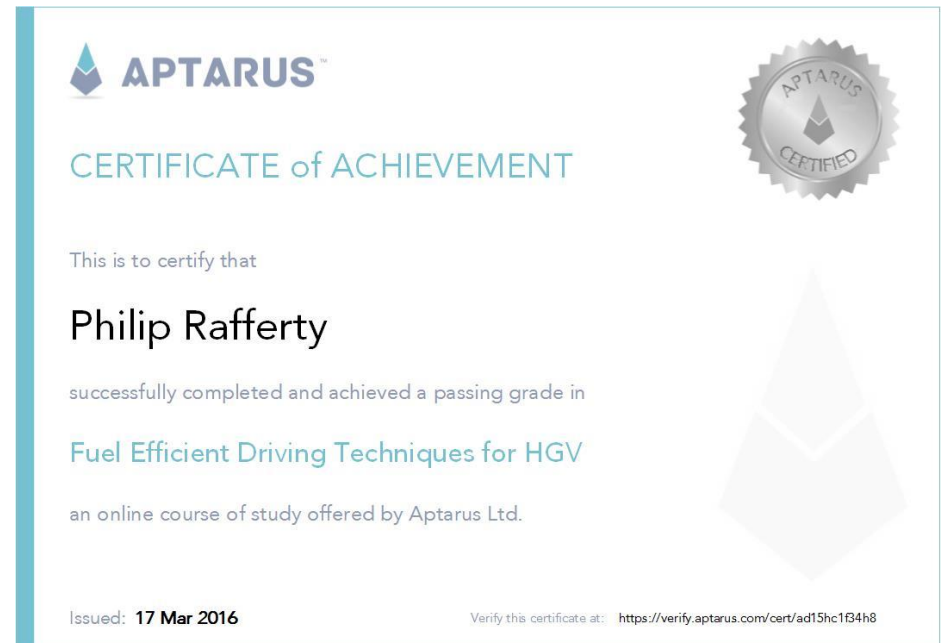 APTARUS™
APTARUS
CERTIFIED
CERTIFICATE of ACHIEVEMENT
This is to certify that
Philip Rafferty
successfully completed and achieved a passing grade in
Fuel Efficient Driving Techniques for HGV
an online course of study offered by Aptarus Ltd.
Issued: 17 Mar 2016
Verify this certificate at: https://verify.aptarus.com/cert/ad15hc1f34h8